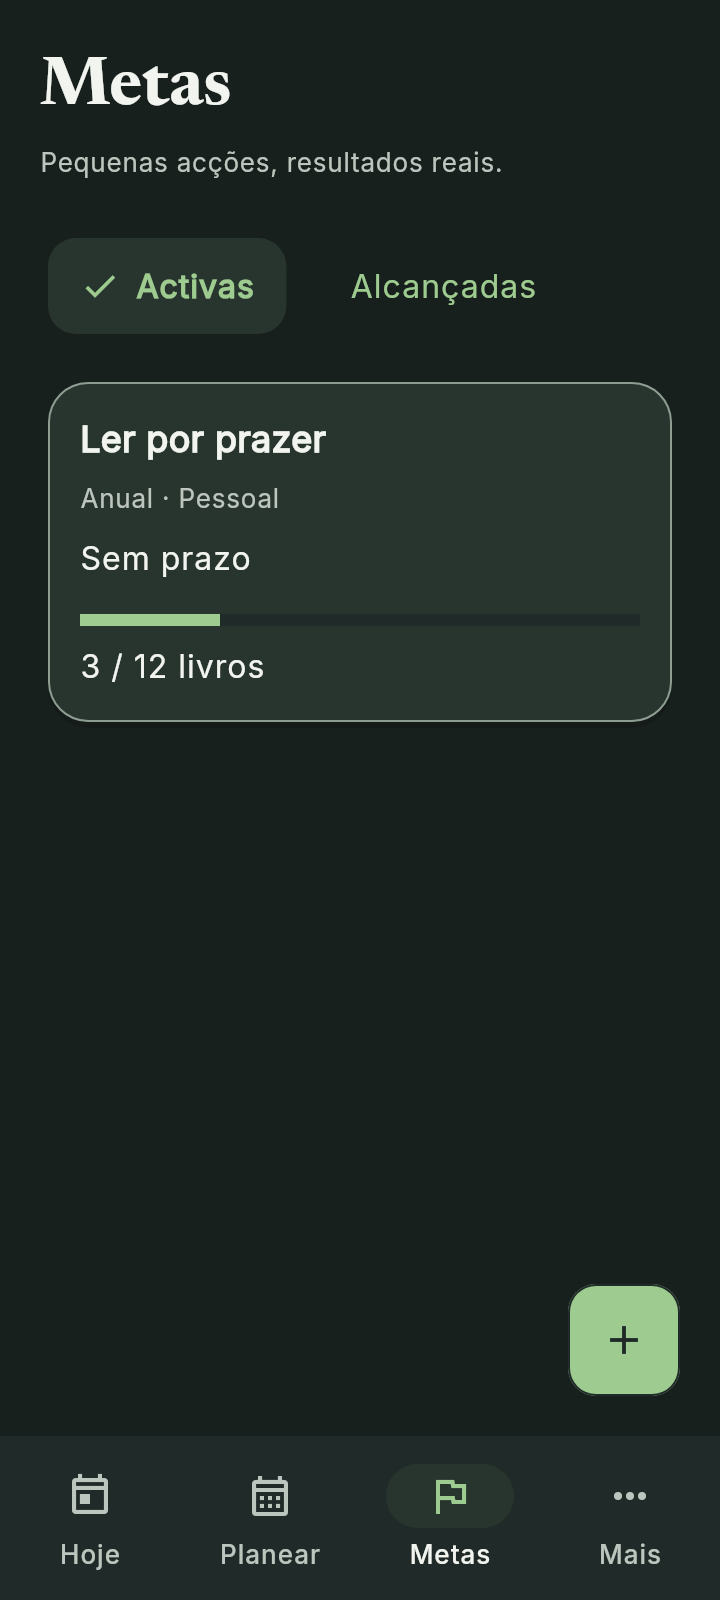 Metas
Pequenas acções, resultados reais.
Activas
Alcançadas
Ler por prazer
Anual · Pessoal
Sem prazo
3 / 12 livros
Hoje
Planear
Metas
Mais